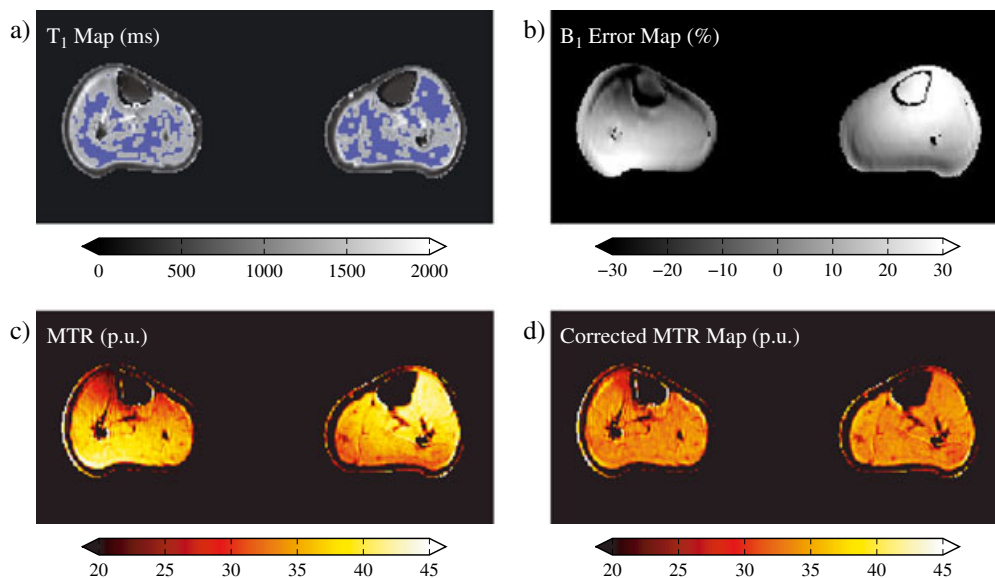 a) T₁ Map (ms)
0 500 1000 1500 2000
b) B₁ Error Map (%)
−30 −20 −10 0 10 20 30
c) MTR (p.u.)
20 25 30 35 40 45
d) Corrected MTR Map (p.u.)
20 25 30 35 40 45